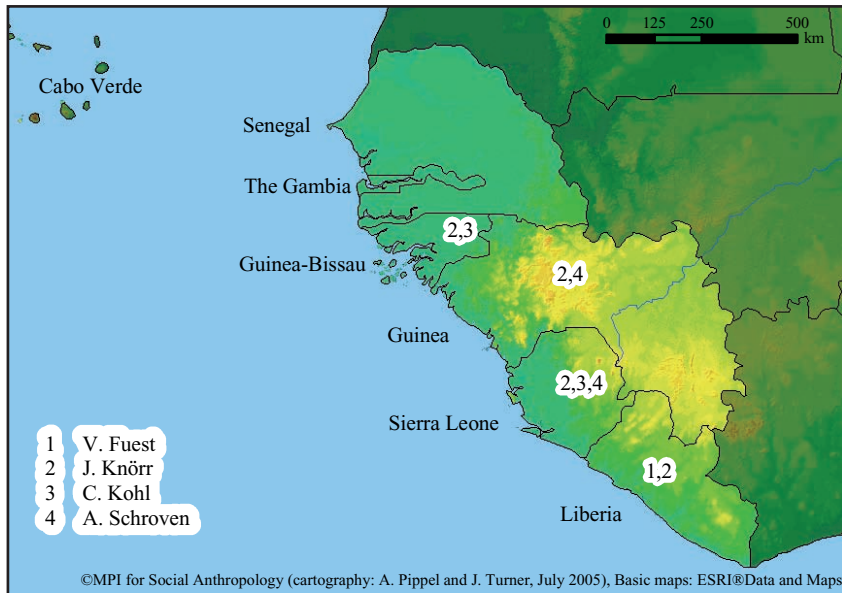 0 125 250 500
km
Cabo Verde
Senegal
The Gambia
2,3
Guinea-Bissau
2,4
Guinea
2,3,4
Sierra Leone
1,2
Liberia
1 V. Fuest
2 J. Knörr
3 C. Kohl
4 A. Schroven
©MPI for Social Anthropology (cartography: A. Pippel and J. Turner, July 2005), Basic maps: ESRI®Data and Maps